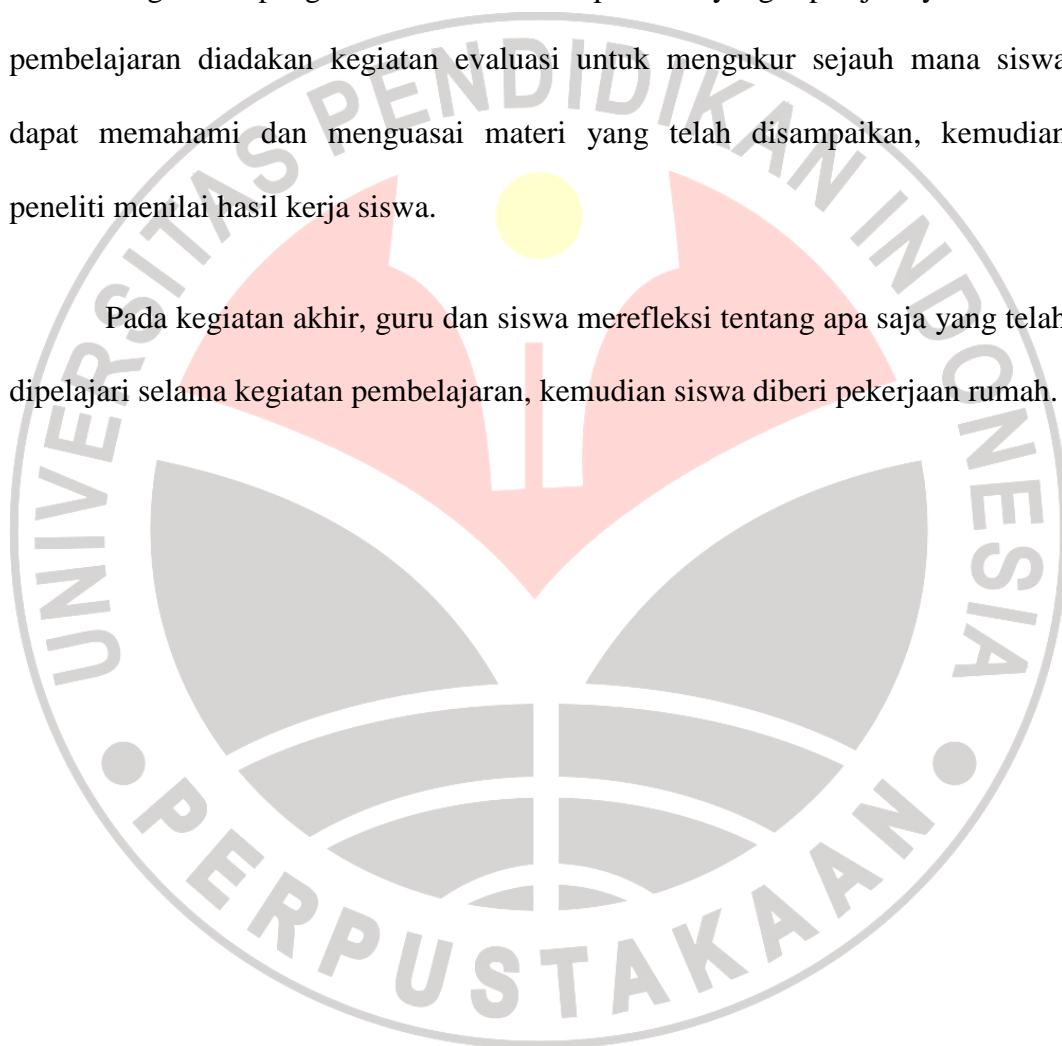 pembelajaran diadakan kegiatan evaluasi untuk mengukur sejauh mana siswa
dapat memahami dan menguasai materi yang telah disampaikan, kemudian
peneliti menilai hasil kerja siswa.
Pada kegiatan akhir, guru dan siswa merefleksi tentang apa saja yang telah
dipelajari selama kegiatan pembelajaran, kemudian siswa diberi pekerjaan rumah.
UNIVERSITAS PENDIDIKAN INDONESIA
PERPUSTAKAAN